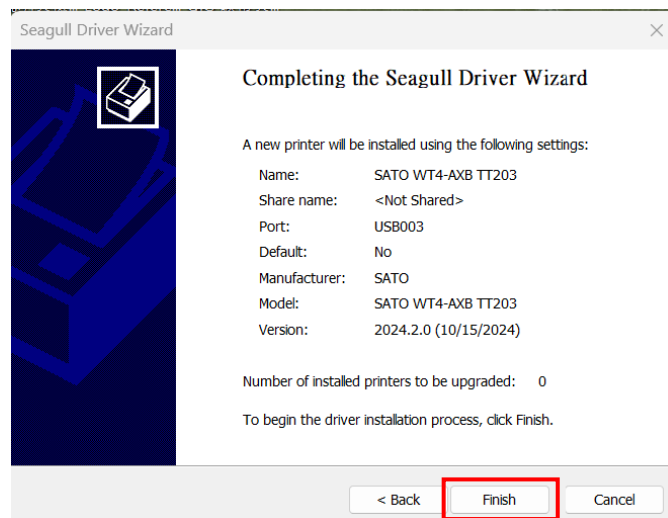 Seagull Driver Wizard
Completing the Seagull Driver Wizard
A new printer will be installed using the following settings:
Name: SATO WT4-AXB TT203
Share name: <Not Shared>
Port: USB003
Default: No
Manufacturer: SATO
Model: SATO WT4-AXB TT203
Version: 2024.2.0 (10/15/2024)
Number of installed printers to be upgraded: 0
To begin the driver installation process, click Finish.
< Back Finish Cancel